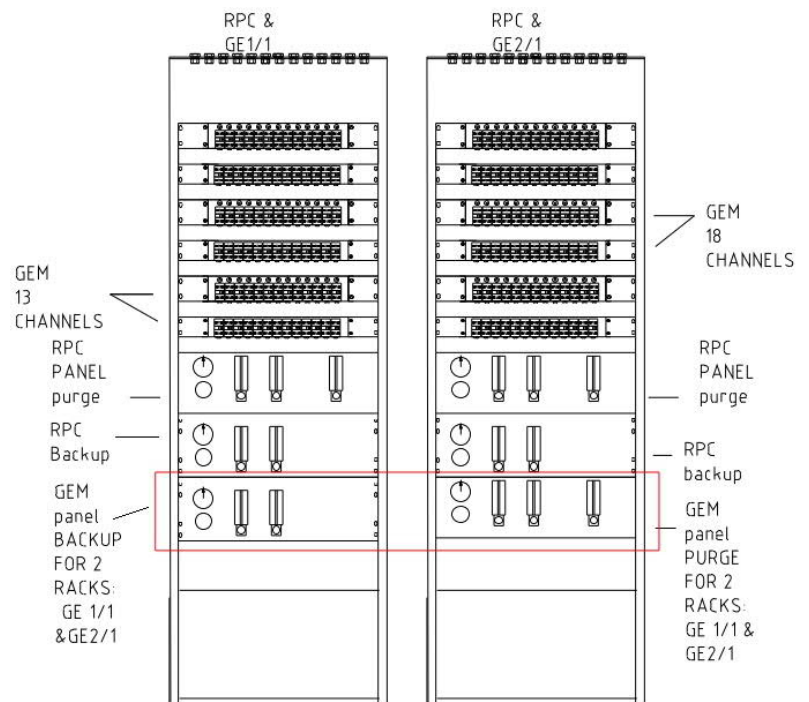 RPC &
GE1/1
RPC &
GE2/1
GEM
13
CHANNELS
RPC
PANEL
purge
RPC
Backup
GEM
panel
BACKUP
FOR 2
RACKS:
GE 1/1
&GE2/1
GEM
18
CHANNELS
RPC
PANEL
purge
RPC
backup
GEM
panel
PURGE
FOR 2
RACKS:
GE 1/1 &
GE2/1